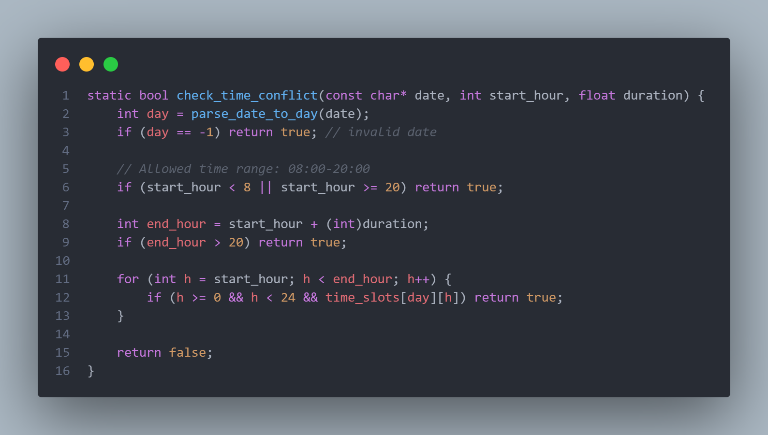 1 static bool check_time_conflict(const char* date, int start_hour, float duration) {
2     int day = parse_date_to_day(date);
3     if (day == -1) return true; // invalid date
4
5     // Allowed time range: 08:00-20:00
6     if (start_hour < 8 || start_hour >= 20) return true;
7
8     int end_hour = start_hour + (int)duration;
9     if (end_hour > 20) return true;
10
11     for (int h = start_hour; h < end_hour; h++) {
12         if (h >= 0 && h < 24 && time_slots[day][h]) return true;
13     }
14
15     return false;
16 }